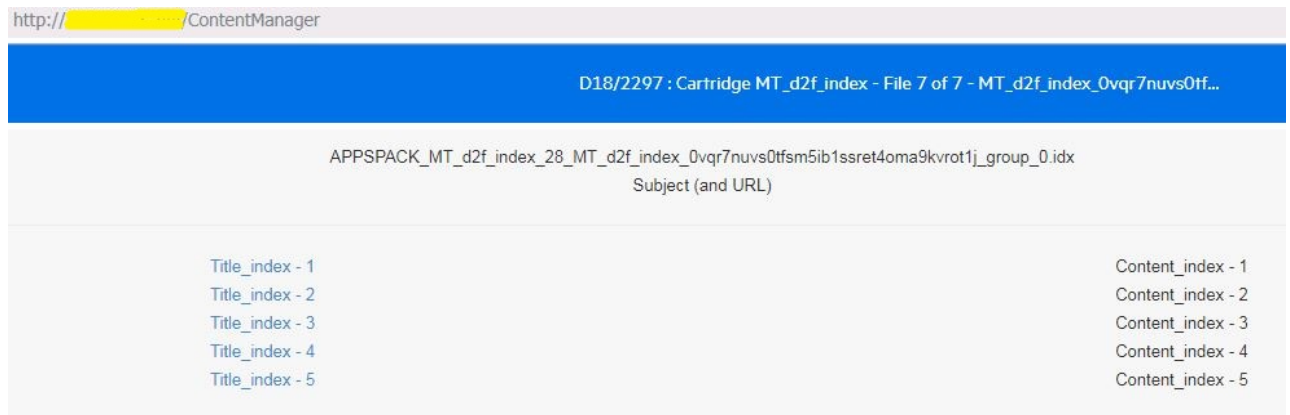 http:// /ContentManager
D18/2297 : Cartridge MT_d2f_index - File 7 of 7 - MT_d2f_index_0vqr7nuvs0tf...
APPSPACK_MT_d2f_index_28_MT_d2f_index_0vqr7nuvs0tfsm5ib1ssret4oma9kvrot1j_group_0.idx
Subject (and URL)
Title_index - 1 Content_index - 1
Title_index - 2 Content_index - 2
Title_index - 3 Content_index - 3
Title_index - 4 Content_index - 4
Title_index - 5 Content_index - 5